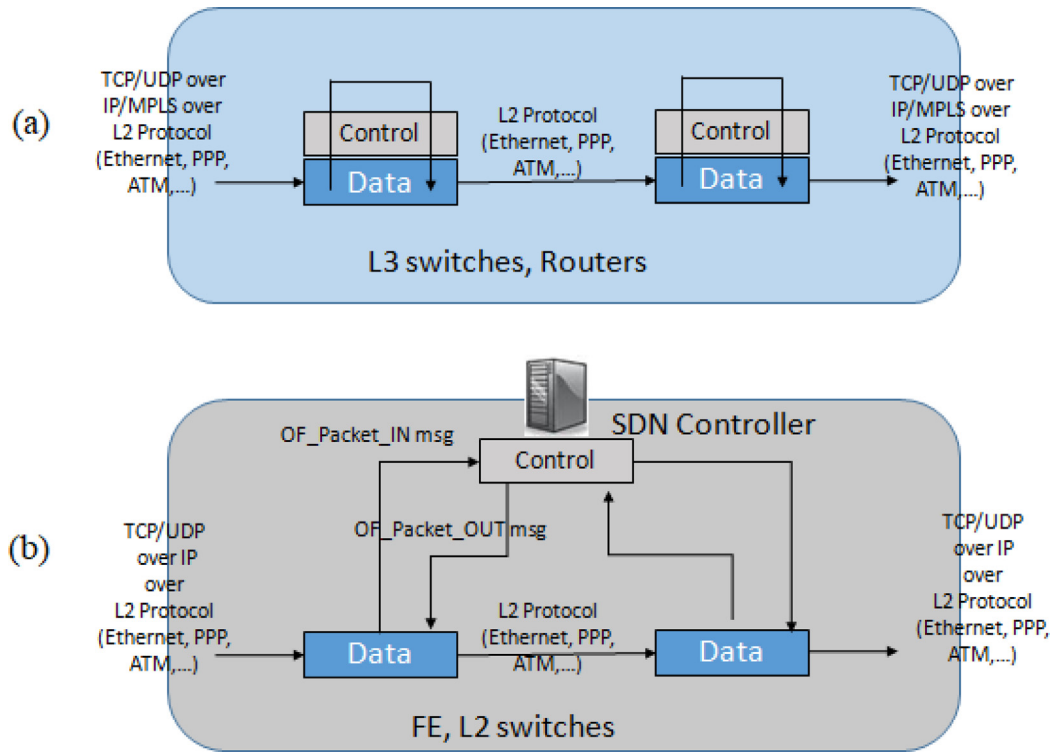 (a)
TCP/UDP over
IP/MPLS over
L2 Protocol
(Ethernet, PPP,
ATM,...)
Control
Data
L2 Protocol
(Ethernet, PPP,
ATM,...)
Control
Data
TCP/UDP over
IP/MPLS over
L2 Protocol
(Ethernet, PPP,
ATM,...)
L3 switches, Routers
(b)
SDN Controller
OF_Packet_IN msg
Control
OF_Packet_OUT msg
TCP/UDP
over IP
over
L2 Protocol
(Ethernet, PPP,
ATM,...)
Data
L2 Protocol
(Ethernet, PPP,
ATM,...)
Data
TCP/UDP
over IP
over
L2 Protocol
(Ethernet, PPP,
ATM,...)
FE, L2 switches